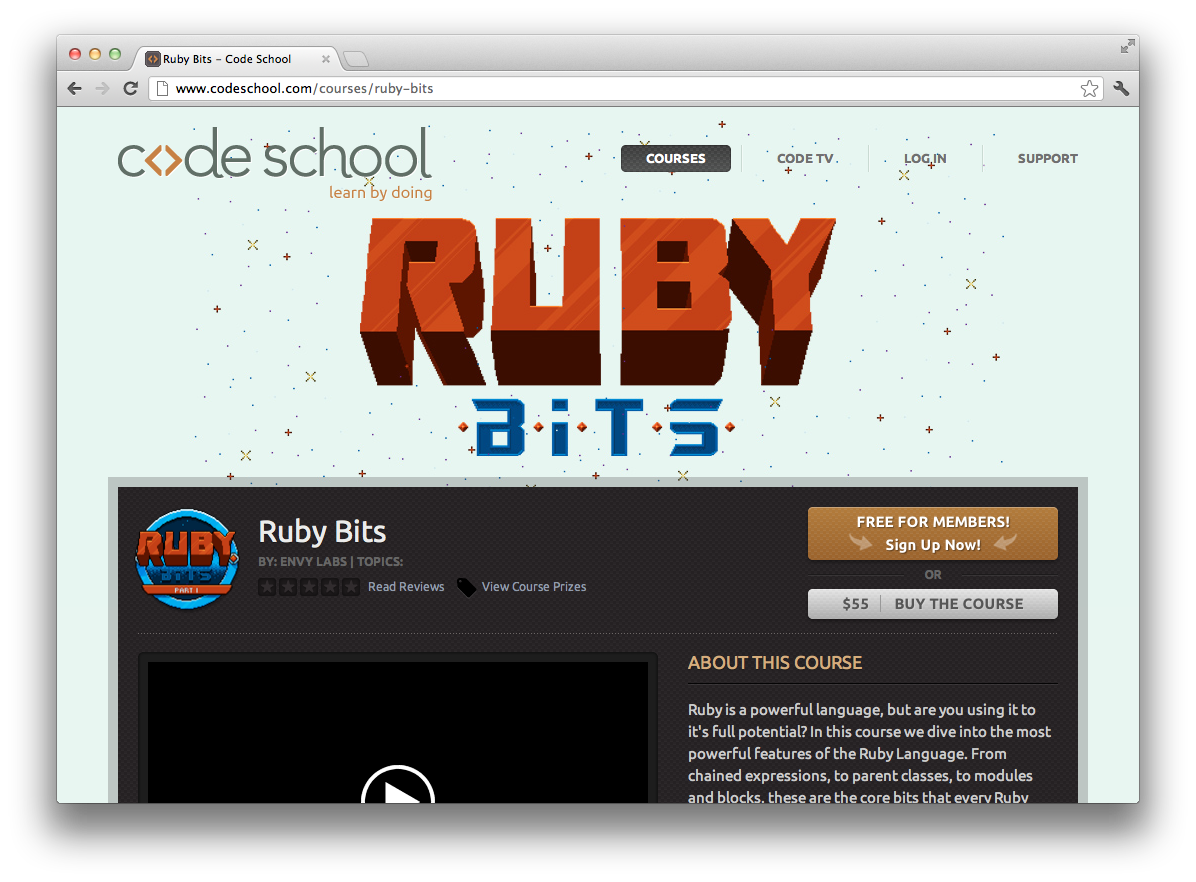 Ruby Bits – Code School
www.codeschool.com/courses/ruby-bits
c<>de school
learn by doing
COURSES
CODE TV
LOG IN
SUPPORT
RUBY
BiTS
RUBY
BITS
PART I
Ruby Bits
BY: ENVY LABS | TOPICS:
Read Reviews
View Course Prizes
FREE FOR MEMBERS!
Sign Up Now!
OR
$55 | BUY THE COURSE
ABOUT THIS COURSE
Ruby is a powerful language, but are you using it to
it's full potential? In this course we dive into the most
powerful features of the Ruby Language. From
chained expressions, to parent classes, to modules
and blocks, these are the core bits that every Ruby